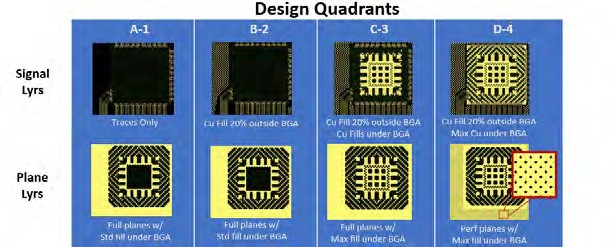 Design Quadrants
A-1
B-2
C-3
D-4
Signal
Lyrs
Traces Only
Cu Fill 20% outside BGA
Cu Fill 20% outside BGA
Cu Fills under BGA
Cu Fill 20% outside BGA
Max Cu under BGA
Plane
Lyrs
Full planes w/
Std fill under BGA
Full planes w/
Std fill under BGA
Full planes w/
Max fill under BGA
Perf planes w/
Max fill under BGA